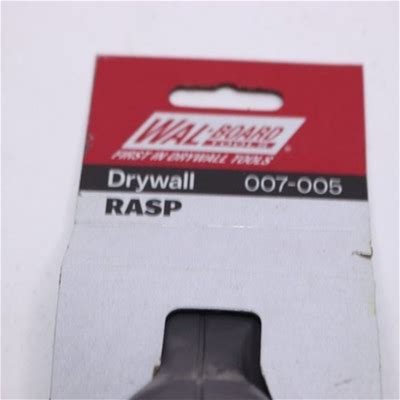 WAL-BOARD
TOOLS
FIRST IN DRYWALL TOOLS
Drywall 007-005
RASP